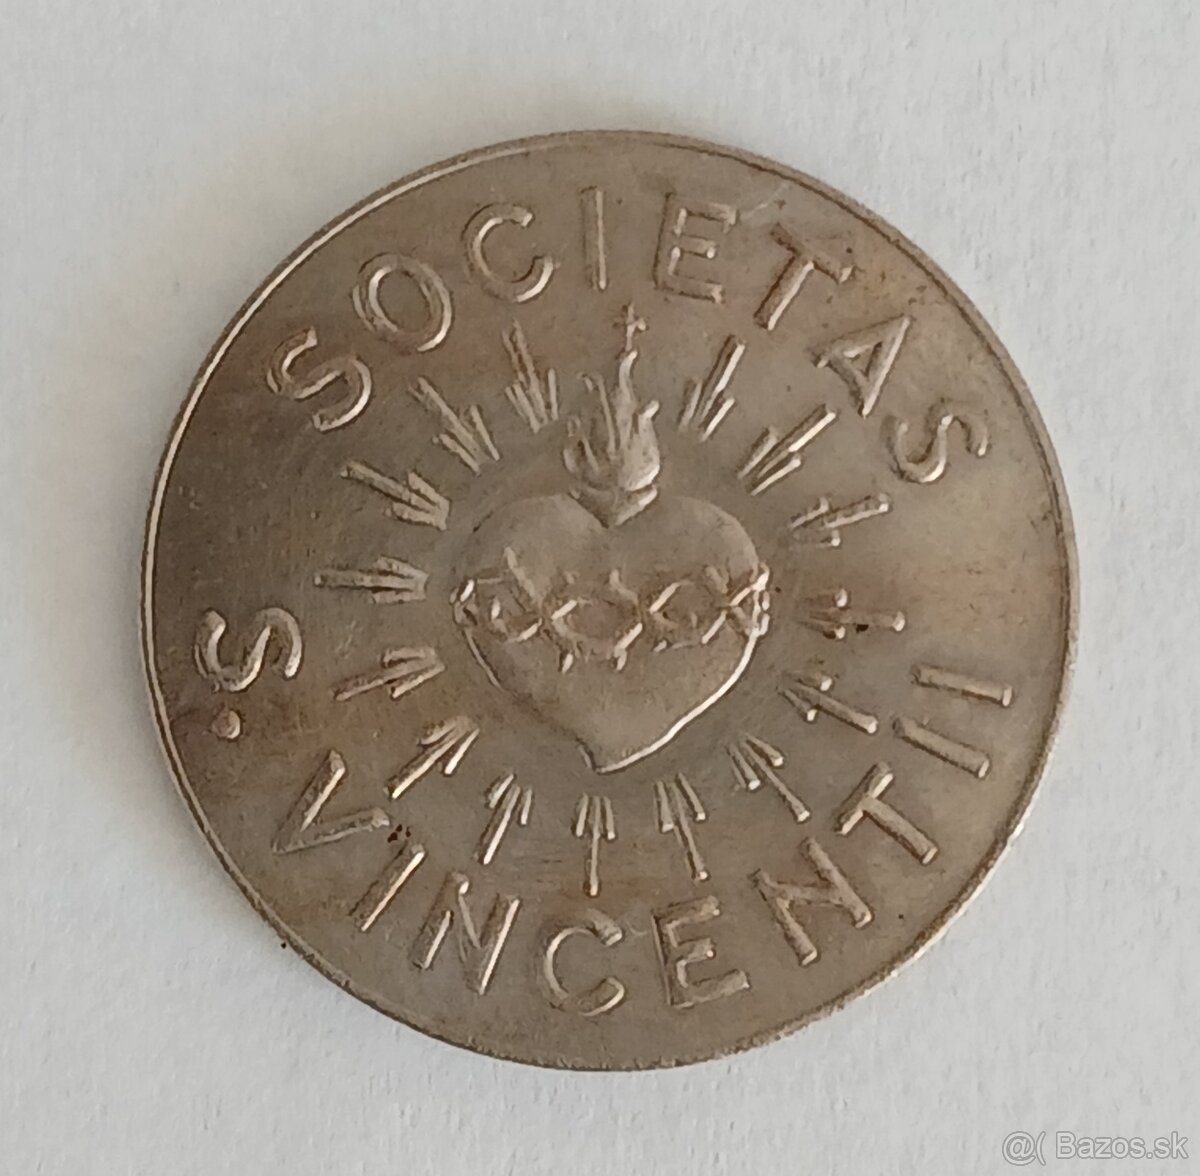 SOCIETAS
S. VINCENTII
@( Bazos.sk